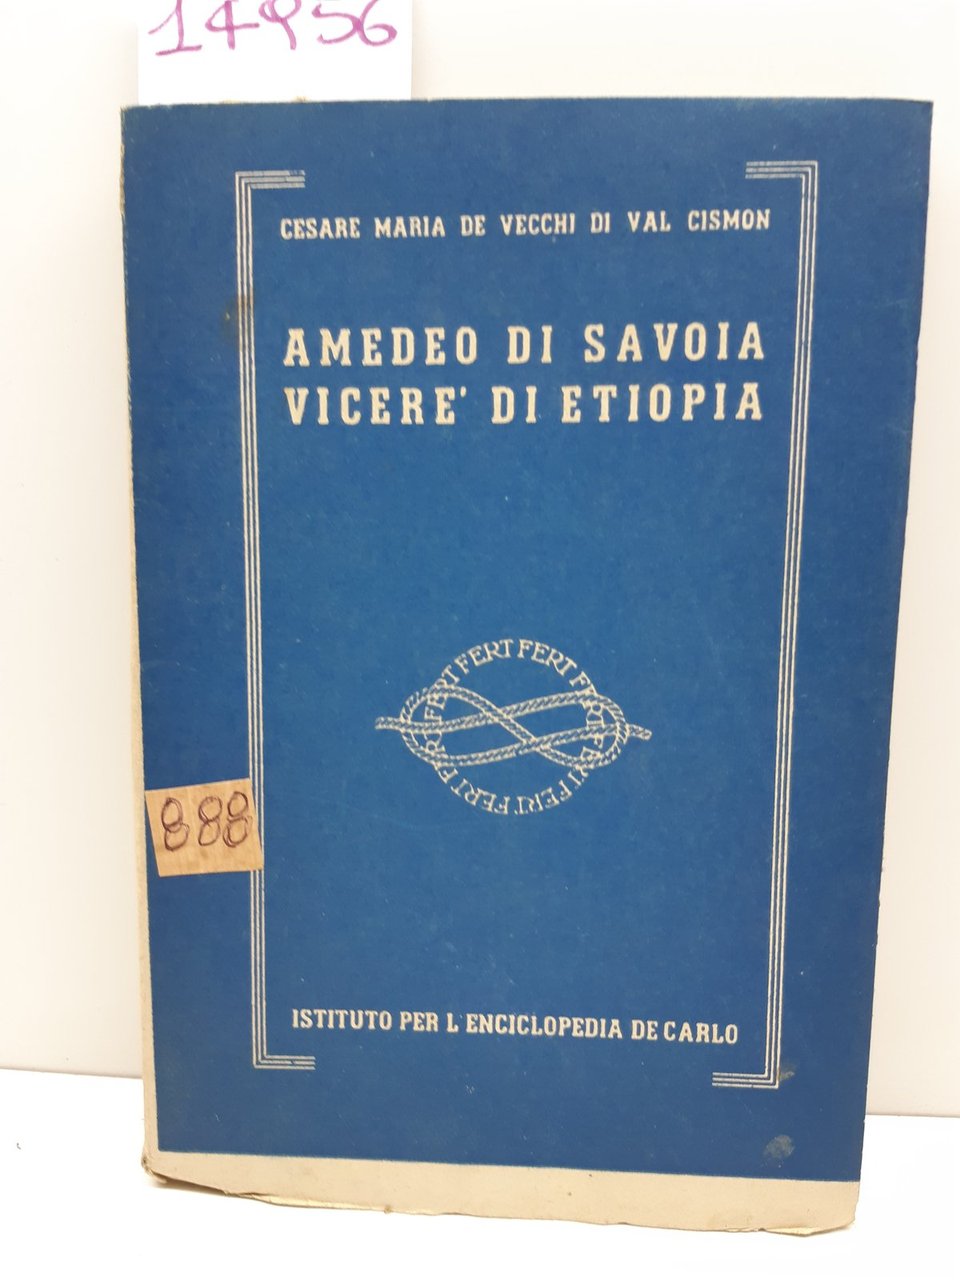 14956
CESARE MARIA DE VECCHI DI VAL CISMON
AMEDEO DI SAVOIA
VICERE' DI ETIOPIA
FERT FERT FERT FERT FERT FERT FERT
888
ISTITUTO PER L'ENCICLOPEDIA DE CARLO